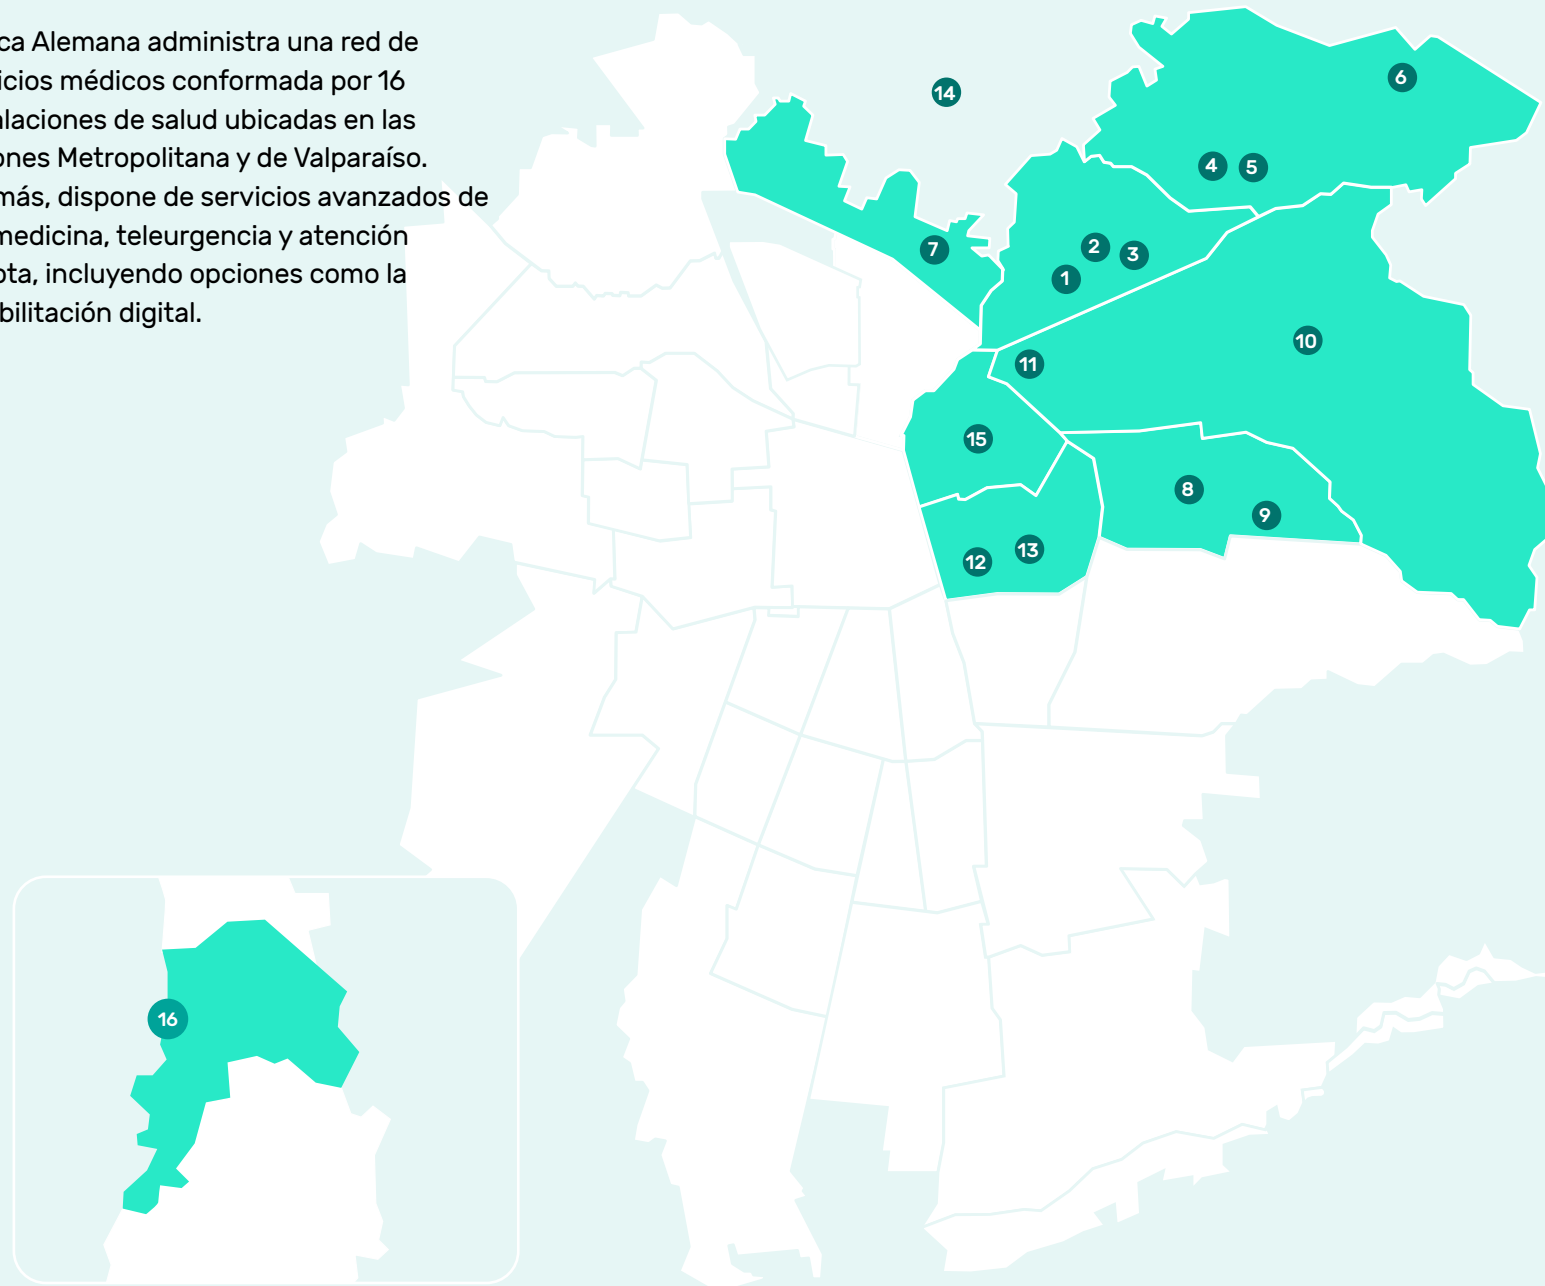 ca Alemana administra una red de
icios médicos conformada por 16
alaciones de salud ubicadas en las
ones Metropolitana y de Valparaíso.
más, dispone de servicios avanzados de
medicina, teleurgencia y atención
ota, incluyendo opciones como la
bilitación digital.
14
6
4
5
7
2
3
1
10
11
15
8
9
12
13
16